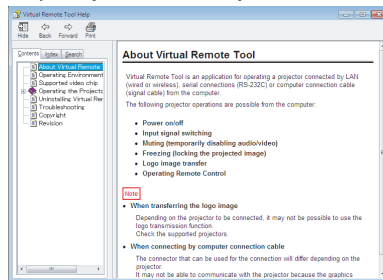 Virtual Remote Tool Help
Hide Back Forward Print
Contents Index Search
About Virtual Remote
Operating Environment
Supported video chip
Operating the Projecto
Uninstalling Virtual Rer
Troubleshooting
Copyright
Revision
About Virtual Remote Tool
Virtual Remote Tool is an application for operating a projector connected by LAN
(wired or wireless), serial connections (RS-232C) or computer connection cable
(signal cable) from the computer.
The following projector operations are possible from the computer:
• Power on/off
• Input signal switching
• Muting (temporarily disabling audio/video)
• Freezing (locking the projected image)
• Logo image transfer
• Operating Remote Control
Note
• When transferring the logo image
Depending on the projector to be connected, it may not be possible to use the
logo transmission function.
Check the supported projectors.
• When connecting by computer connection cable
The connector that can be used for the connection will differ depending on the
projector.
It may not be able to communicate with the projector because the graphics